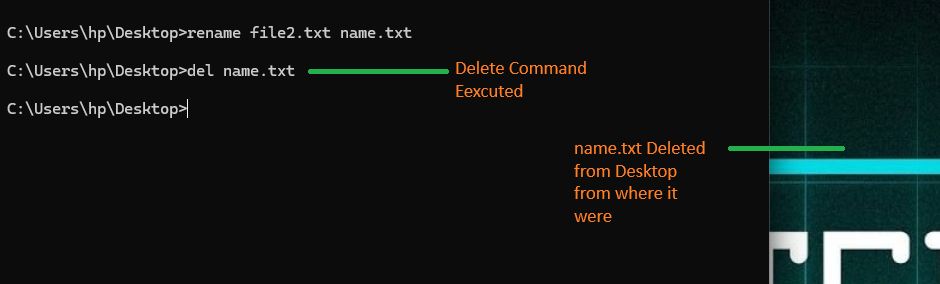 C:\Users\hp\Desktop>rename file2.txt name.txt
C:\Users\hp\Desktop>del name.txt
Delete Command
Eexcuted
C:\Users\hp\Desktop>
name.txt Deleted
from Desktop
from where it
were